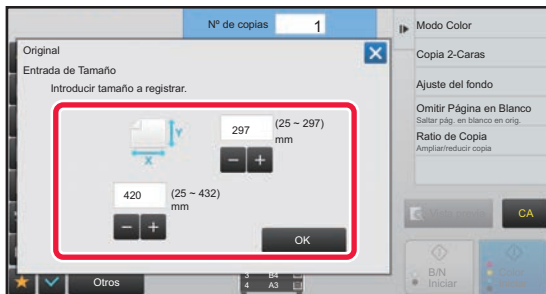 Nº de copias 1
Original
Entrada de Tamaño
Introducir tamaño a registrar.
Y
X
297 (25 ~ 297)
mm
− +
420 (25 ~ 432)
mm
− +
OK
Modo Color
Copia 2-Caras
Ajuste del fondo
Omitir Página en Blanco
Saltar pág. en blanco en orig.
Ratio de Copia
Ampliar/reducir copia
CA
B/N
Iniciar
Otros
3 B4
4 A3